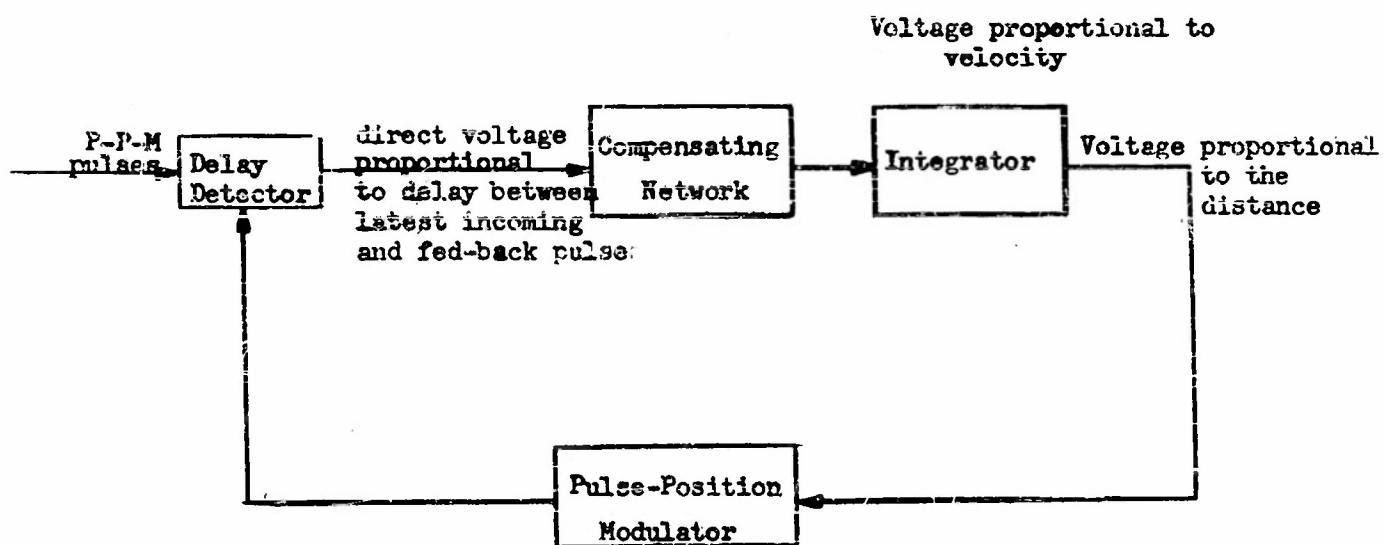 Voltage proportional to
velocity
P-P-M
pulses
Delay
Detector
direct voltage
proportional
to delay between
latest incoming
and fed-back pulse
Compensating
Network
Integrator
Voltage proportional
to the
distance
Pulse-Position
Modulator